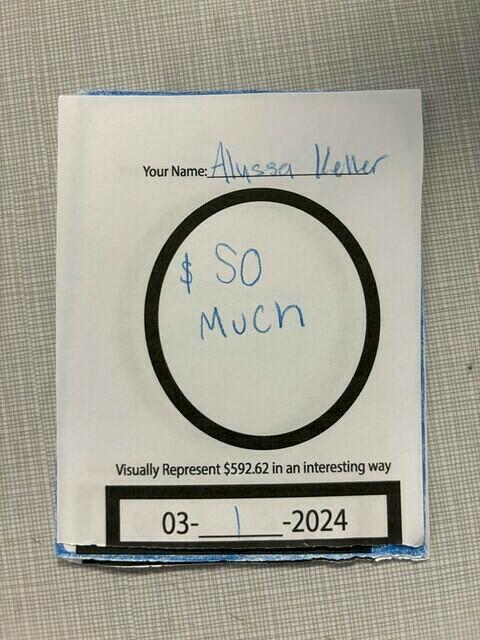 Your Name: Alyssa Keller
$ SO
MUCH
Visually Represent $592.62 in an interesting way
03- 1 -2024